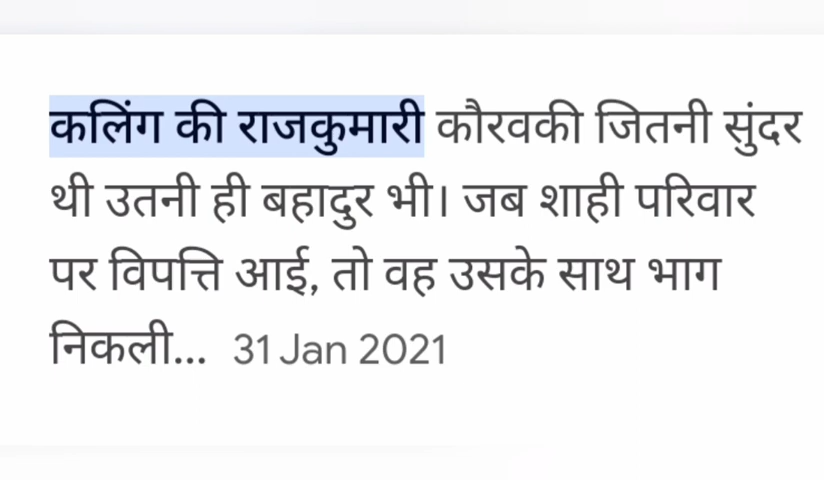 कलिंग की राजकुमारी कौरवकी जितनी सुंदर
थी उतनी ही बहादुर भी। जब शाही परिवार
पर विपत्ति आई, तो वह उसके साथ भाग
निकली... 31 Jan 2021